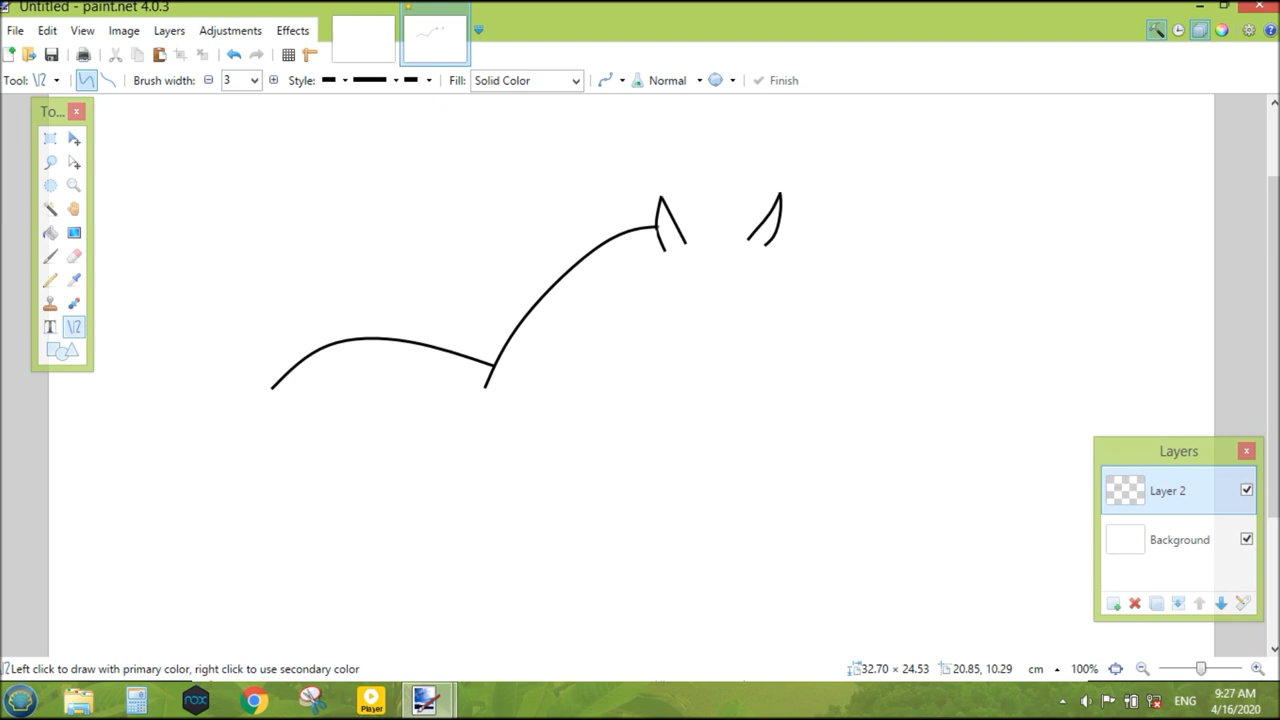 Untitled - paint.net 4.0.3
File Edit View Image Layers Adjustments Effects
Tool: Brush width: 3 Style: Fill: Solid Color Normal Finish
To...
Layers
Layer 2
Background
Left click to draw with primary color, right click to use secondary color 32.70 × 24.53 20.85, 10.29 cm 100%
nox Player ENG 9:27 AM
4/16/2020